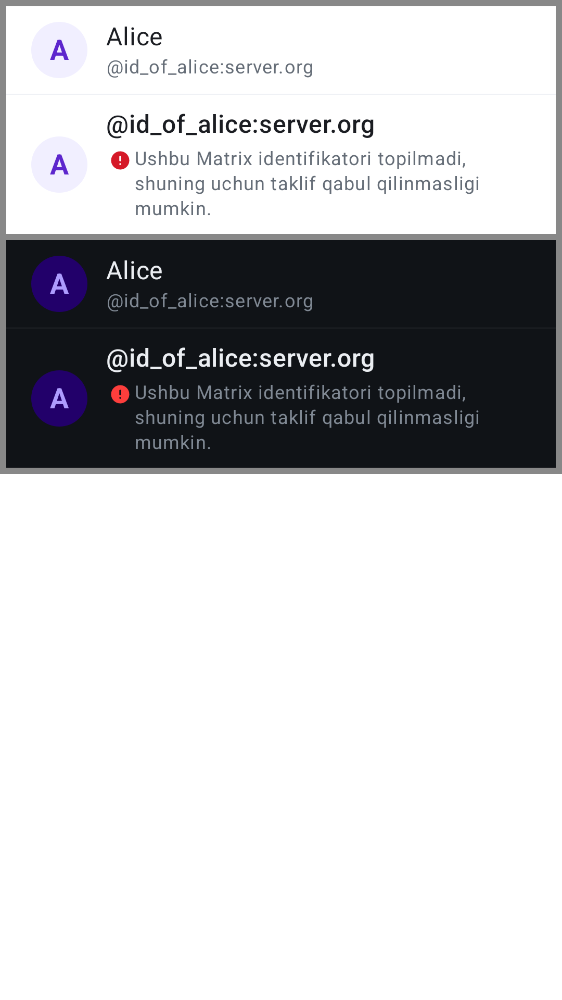 A
Alice
@id_of_alice:server.org
A
@id_of_alice:server.org
Ushbu Matrix identifikatori topilmadi,
shuning uchun taklif qabul qilinmasligi
mumkin.
A
Alice
@id_of_alice:server.org
A
@id_of_alice:server.org
Ushbu Matrix identifikatori topilmadi,
shuning uchun taklif qabul qilinmasligi
mumkin.